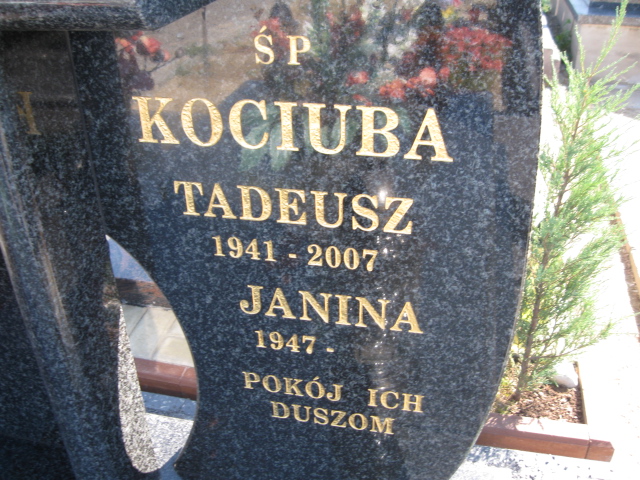 ŚP
KOCIUBA
TADEUSZ
1941 - 2007
JANINA
1947 -
POKÓJ ICH
DUSZOM